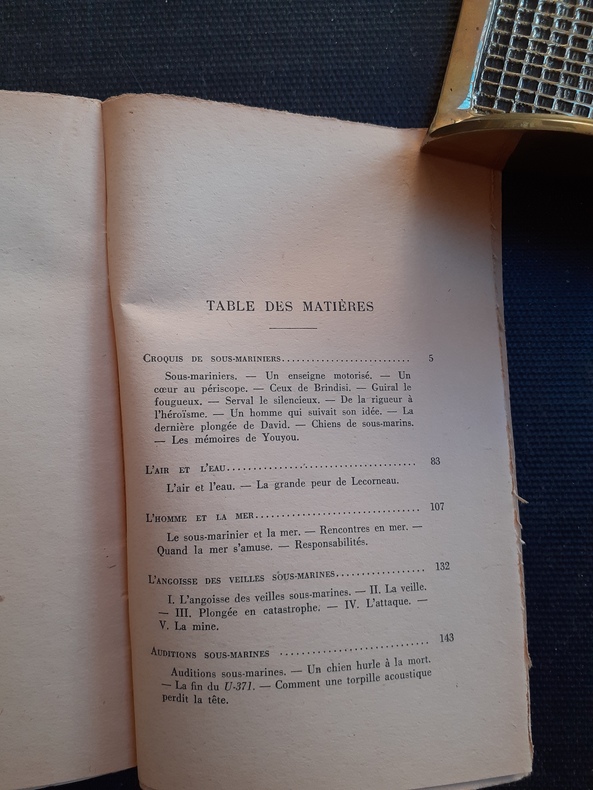 TABLE DES MATIÈRES
CROQUIS DE SOUS-MARINIERS.......................... 5
Sous-mariniers. — Un enseigne motorisé. — Un
cœur au périscope. — Ceux de Brindisi. — Guiral le
fougueux. — Serval le silencieux. — De la rigueur à
l'héroïsme. — Un homme qui suivait son idée. — La
dernière plongée de David. — Chiens de sous-marins.
— Les mémoires de Youyou.
L'AIR ET L'EAU...................................... 83
L'air et l'eau. — La grande peur de Lecorneau.
L'HOMME ET LA MER................................. 107
Le sous-marinier et la mer. — Rencontres en mer. —
Quand la mer s'amuse. — Responsabilités.
L'ANGOISSE DES VEILLES SOUS-MARINES.................. 132
I. L'angoisse des veilles sous-marines. — II. La veille.
— III. Plongée en catastrophe. — IV. L'attaque. —
V. La mine.
AUDITIONS SOUS-MARINES .............................. 143
Auditions sous-marines. — Un chien hurle à la mort.
— La fin du U-371. — Comment une torpille acoustique
perdit la tête.